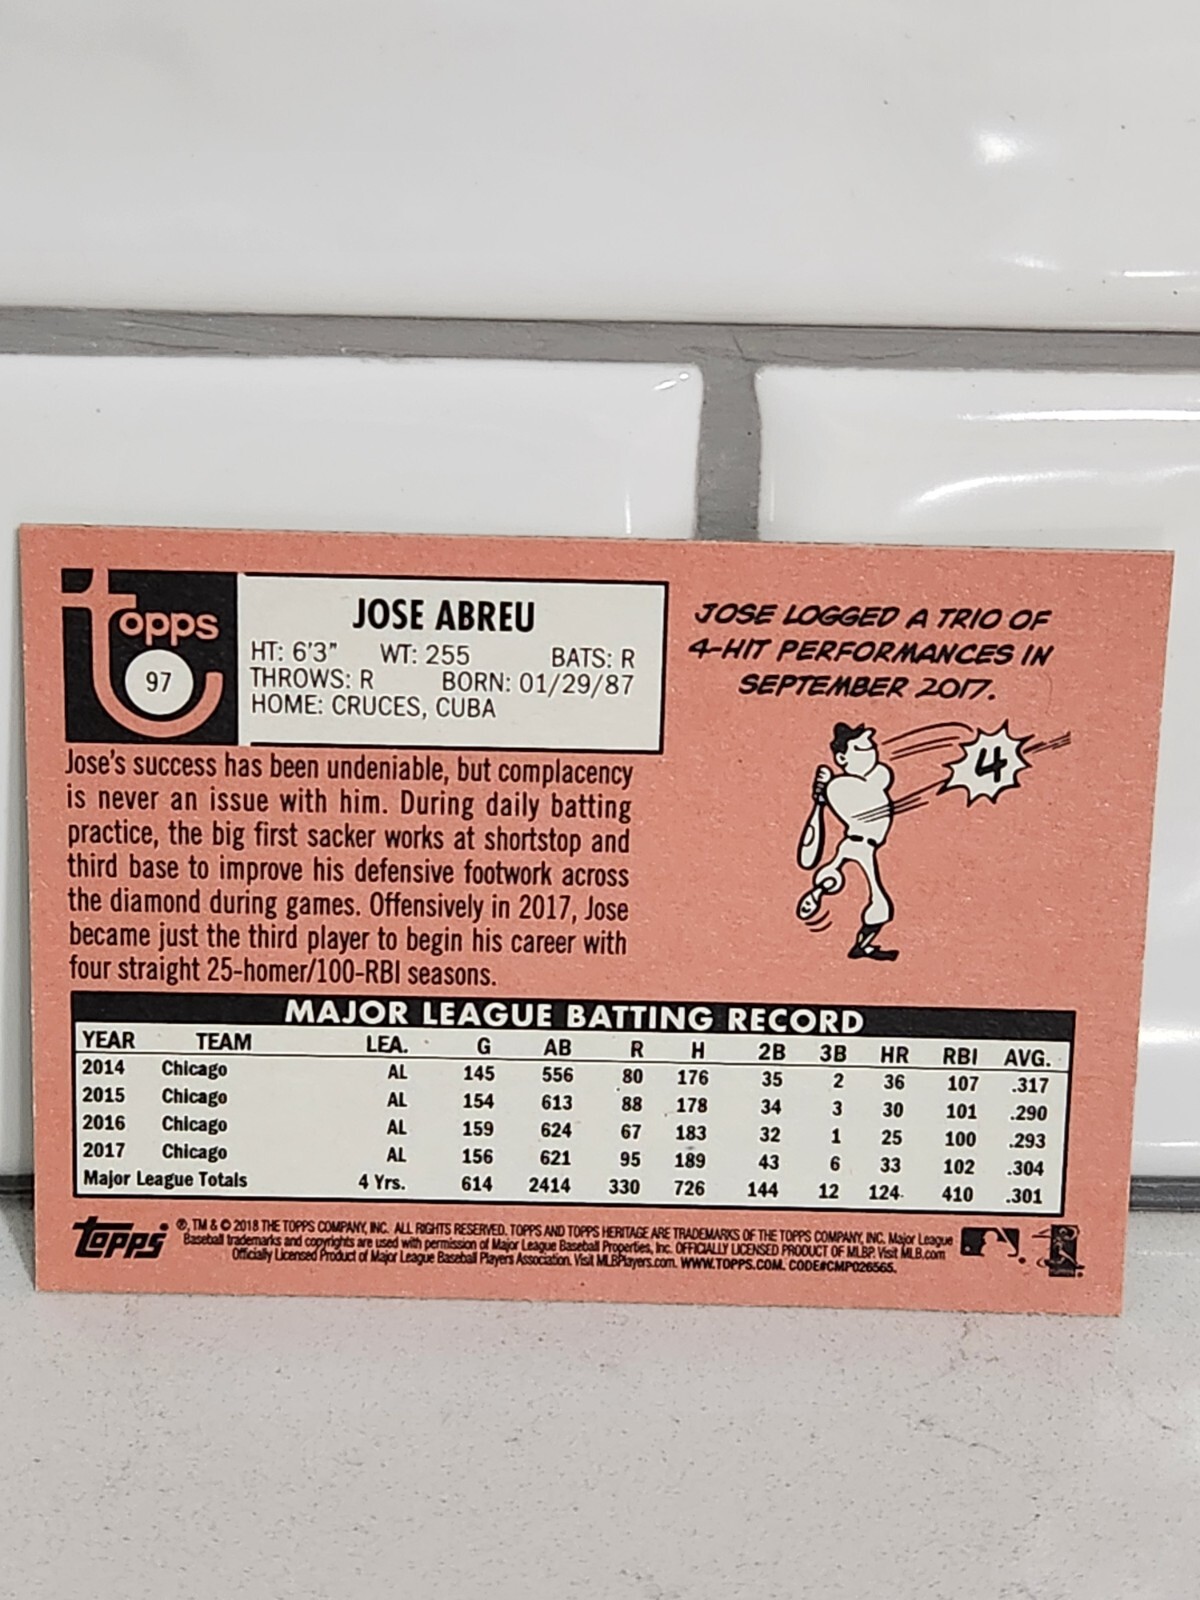 topps
97
JOSE ABREU
HT: 6'3" WT: 255 BATS: R
THROWS: R BORN: 01/29/87
HOME: CRUCES, CUBA
JOSE LOGGED A TRIO OF
4-HIT PERFORMANCES IN
SEPTEMBER 2017.
4
Jose's success has been undeniable, but complacency
is never an issue with him. During daily batting
practice, the big first sacker works at shortstop and
third base to improve his defensive footwork across
the diamond during games. Offensively in 2017, Jose
became just the third player to begin his career with
four straight 25-homer/100-RBI seasons.
MAJOR LEAGUE BATTING RECORD
YEAR TEAM LEA. G AB R H 2B 3B HR RBI AVG.
2014 Chicago AL 145 556 80 176 35 2 36 107 .317
2015 Chicago AL 154 613 88 178 34 3 30 101 .290
2016 Chicago AL 159 624 67 183 32 1 25 100 .293
2017 Chicago AL 156 621 95 189 43 6 33 102 .304
Major League Totals 4 Yrs. 614 2414 330 726 144 12 124 410 .301
topps
®, TM & © 2018 THE TOPPS COMPANY, INC. ALL RIGHTS RESERVED. TOPPS AND TOPPS HERITAGE ARE TRADEMARKS OF THE TOPPS COMPANY, INC. Major League
Baseball trademarks and copyrights are used with permission of Major League Baseball Properties, Inc. OFFICIALLY LICENSED PRODUCT OF MLBP. Visit MLB.com
Officially Licensed Product of Major League Baseball Players Association. Visit MLBPlayers.com. WWW.TOPPS.COM. CODE#CMP026565.